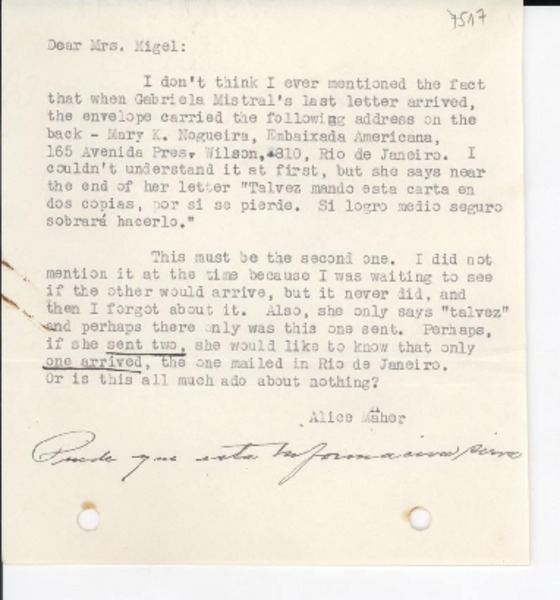 7517
Dear Mrs. Migel:
I don't think I ever mentioned the fact
that when Gabriela Mistral's last letter arrived,
the envelope carried the following address on the
back - Mary K. Nogueira, Embaixada Americana,
165 Avenida Pres. Wilson, #810, Rio de Janeiro. I
couldn't understand it at first, but she says near
the end of her letter "Talvez mando esta carta en
dos copias, por si se pierde. Si logro medio seguro
sobrará hacerlo."
This must be the second one. I did not
mention it at the time because I was waiting to see
if the other would arrive, but it never did, and
then I forgot about it. Also, she only says "talvez"
and perhaps there only was this one sent. Perhaps,
if she sent two, she would like to know that only
one arrived, the one mailed in Rio de Janeiro.
Or is this all much ado about nothing?
Alice Maher
Puede que esta información sirva